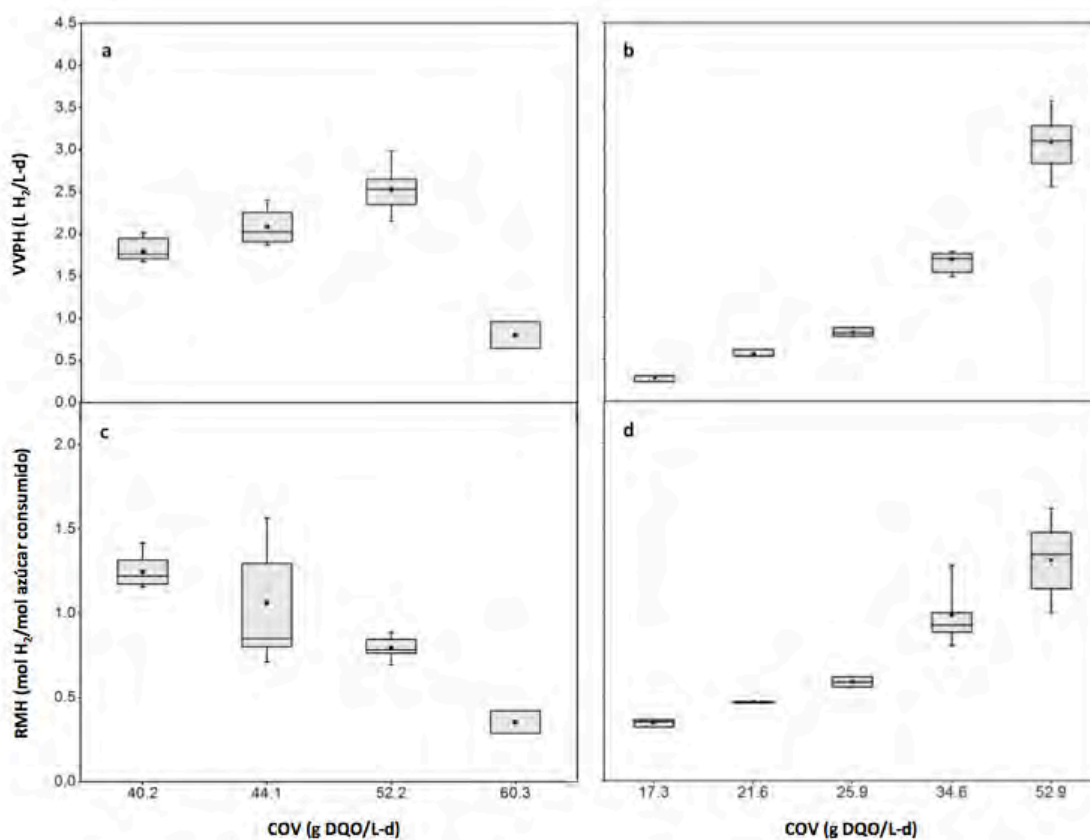 a
b
4.5
4.0
3.5
3.0
2.5
2.0
1.5
1.0
0.5
0.0
VVPH (L H₂/L-d)
c
d
2.0
1.5
1.0
0.5
0.0
RMH (mol H₂/mol azúcar consumido)
40.2 44.1 52.2 60.3
17.3 21.6 25.9 34.6 52.9
COV (g DQO/L-d)
COV (g DQO/L-d)